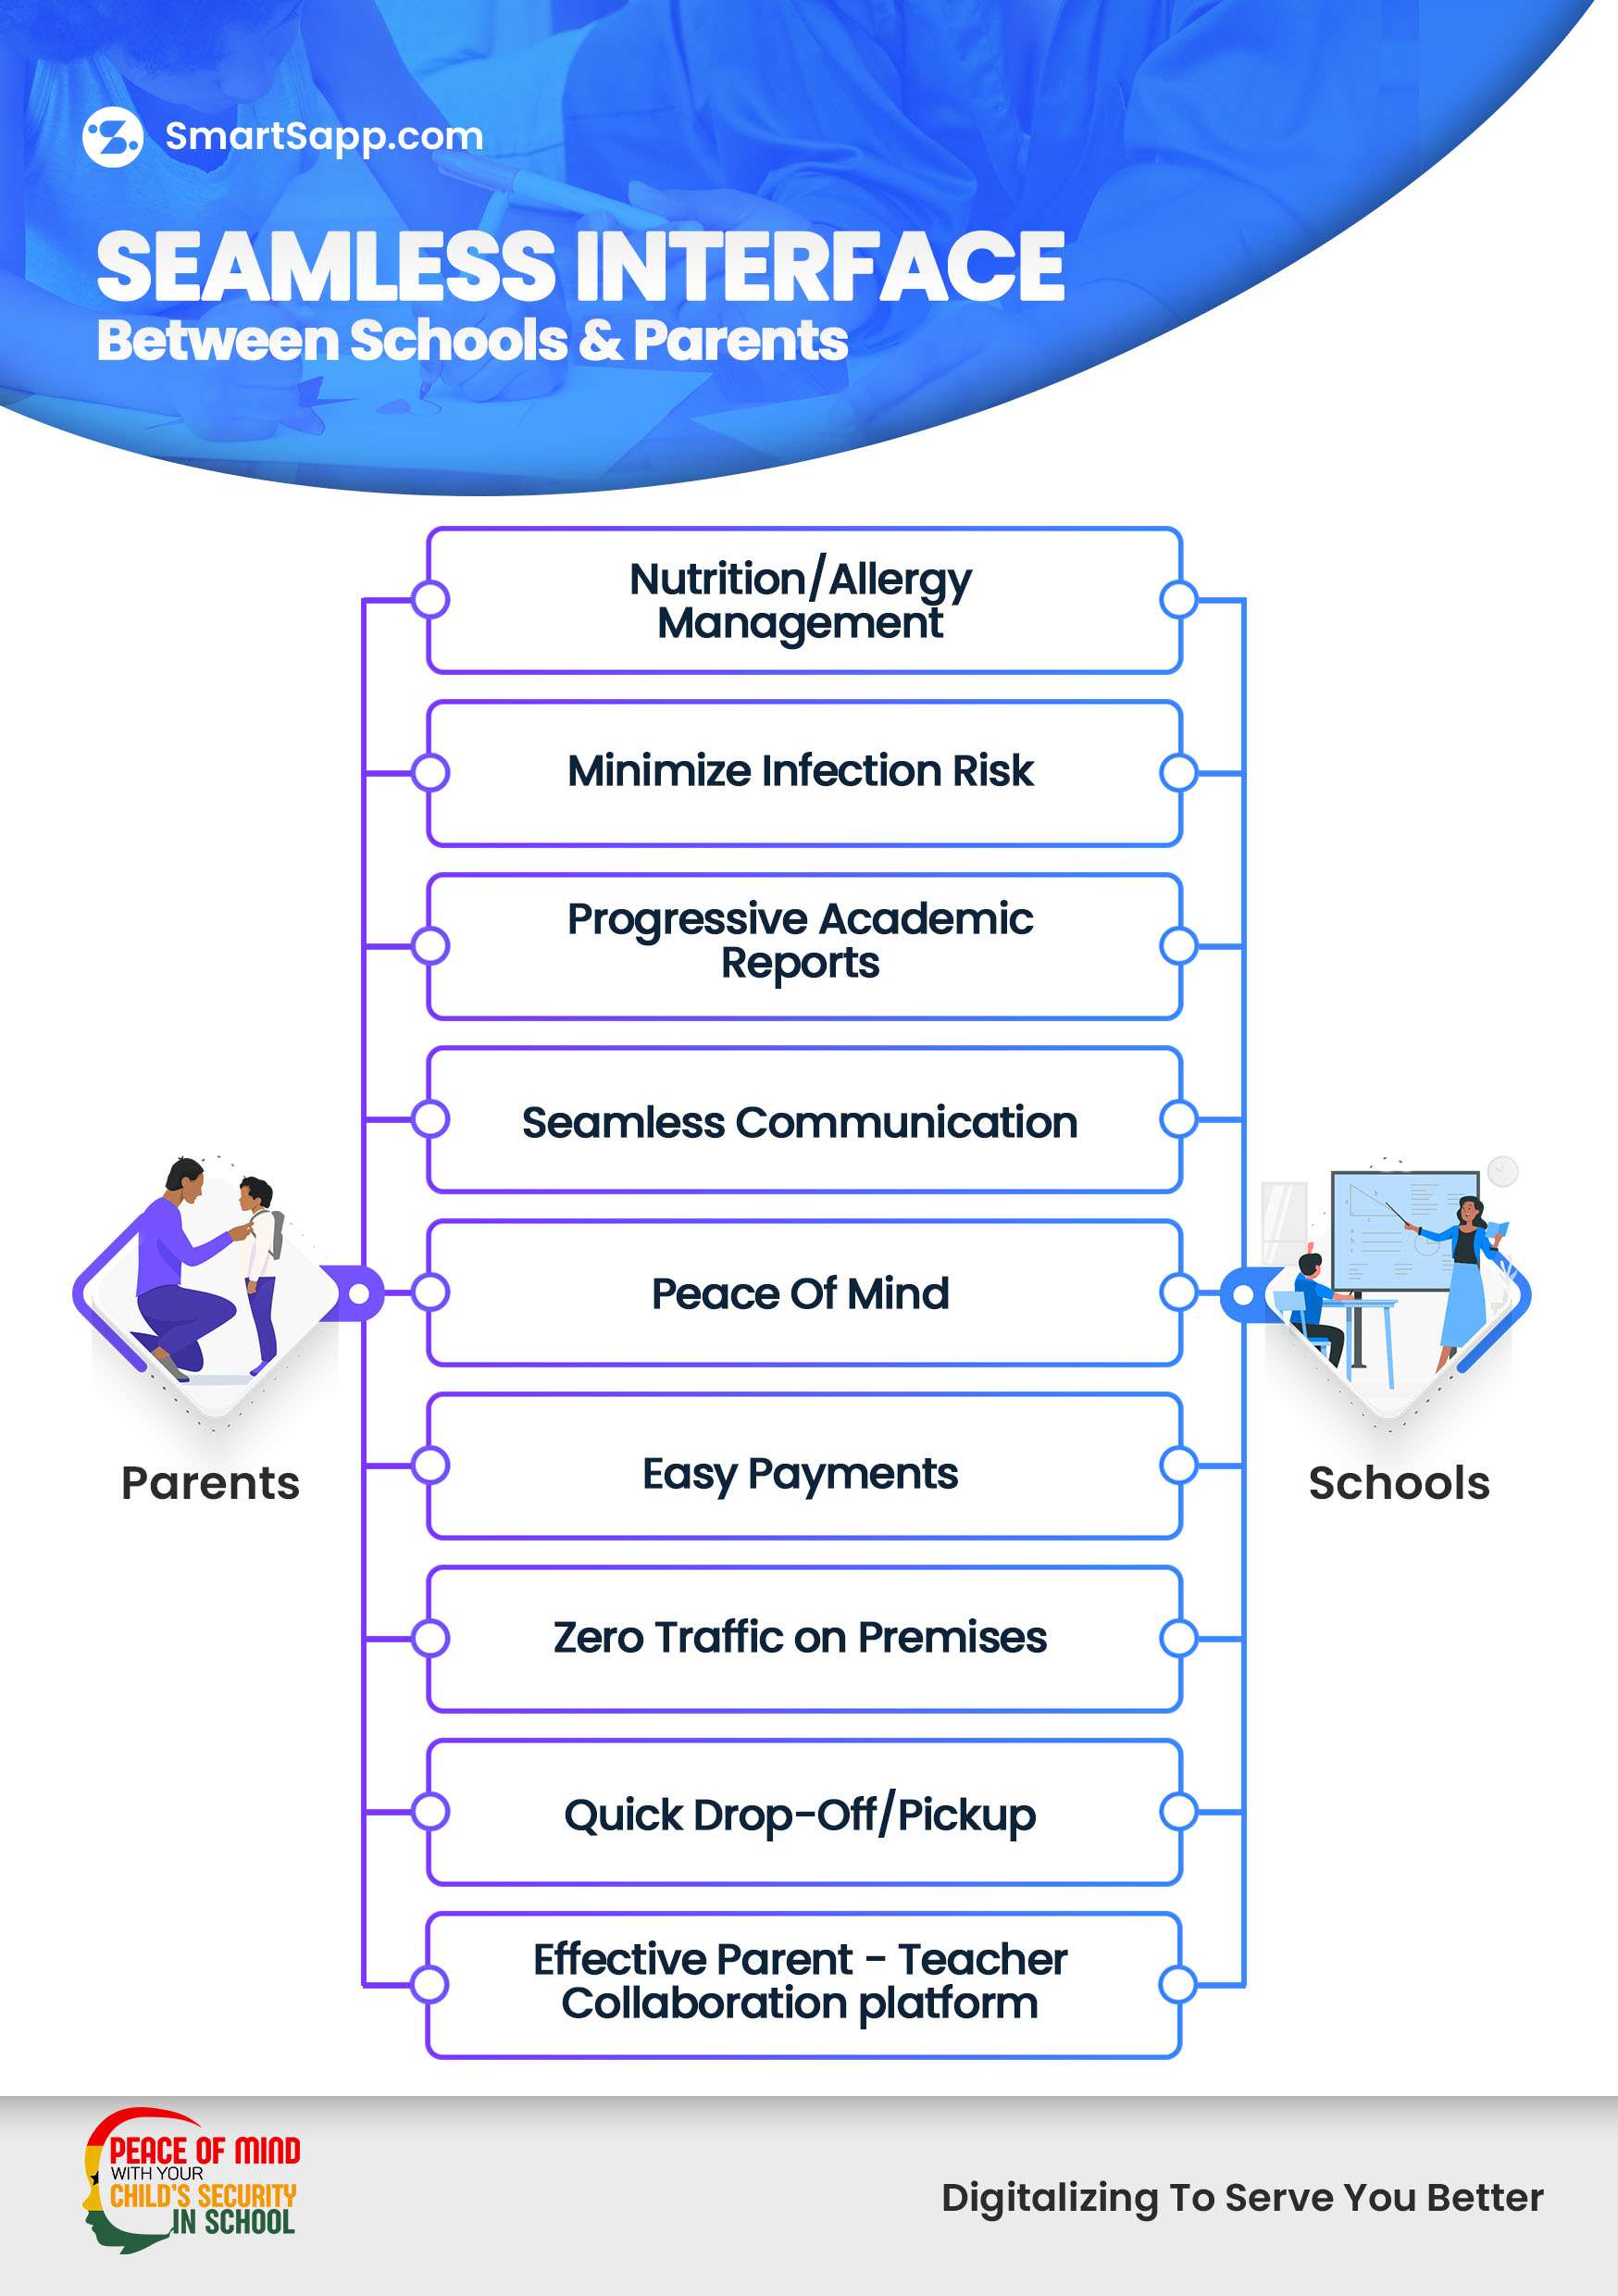 SmartSapp.com
SEAMLESS INTERFACE
Between Schools & Parents
Nutrition/Allergy
Management
Minimize Infection Risk
Progressive Academic
Reports
Seamless Communication
Peace Of Mind
Easy Payments
Zero Traffic on Premises
Quick Drop-Off/Pickup
Effective Parent - Teacher
Collaboration platform
Parents
Schools
PEACE OF MIND
WITH YOUR
CHILD'S SECURITY
IN SCHOOL
Digitalizing To Serve You Better